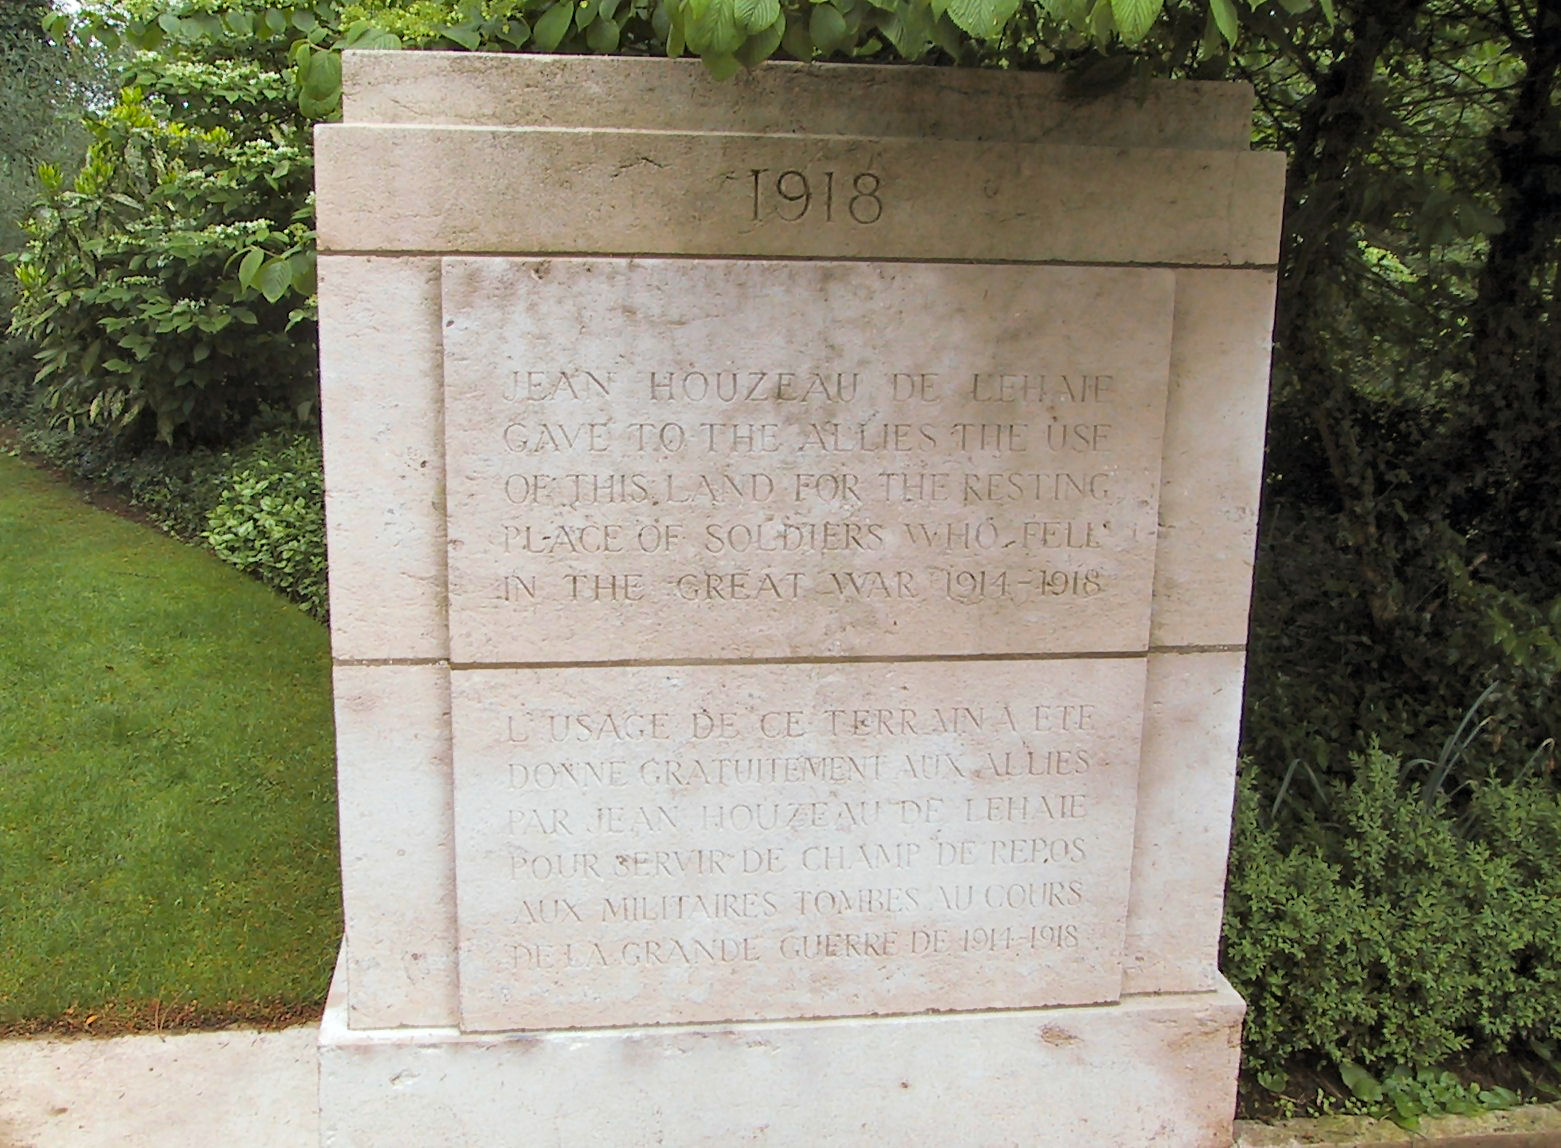 1918
JEAN HOUZEAU DE LEHAIE
GAVE TO THE ALLIES THE USE
OF THIS LAND FOR THE RESTING
PLACE OF SOLDIERS WHO FELL
IN THE GREAT WAR 1914-1918
L'USAGE DE CE TERRAIN A ETE
DONNE GRATUITEMENT AUX ALLIES
PAR JEAN HOUZEAU DE LEHAIE
POUR SERVIR DE CHAMP DE REPOS
AUX MILITAIRES TOMBES AU COURS
DE LA GRANDE GUERRE DE 1914-1918